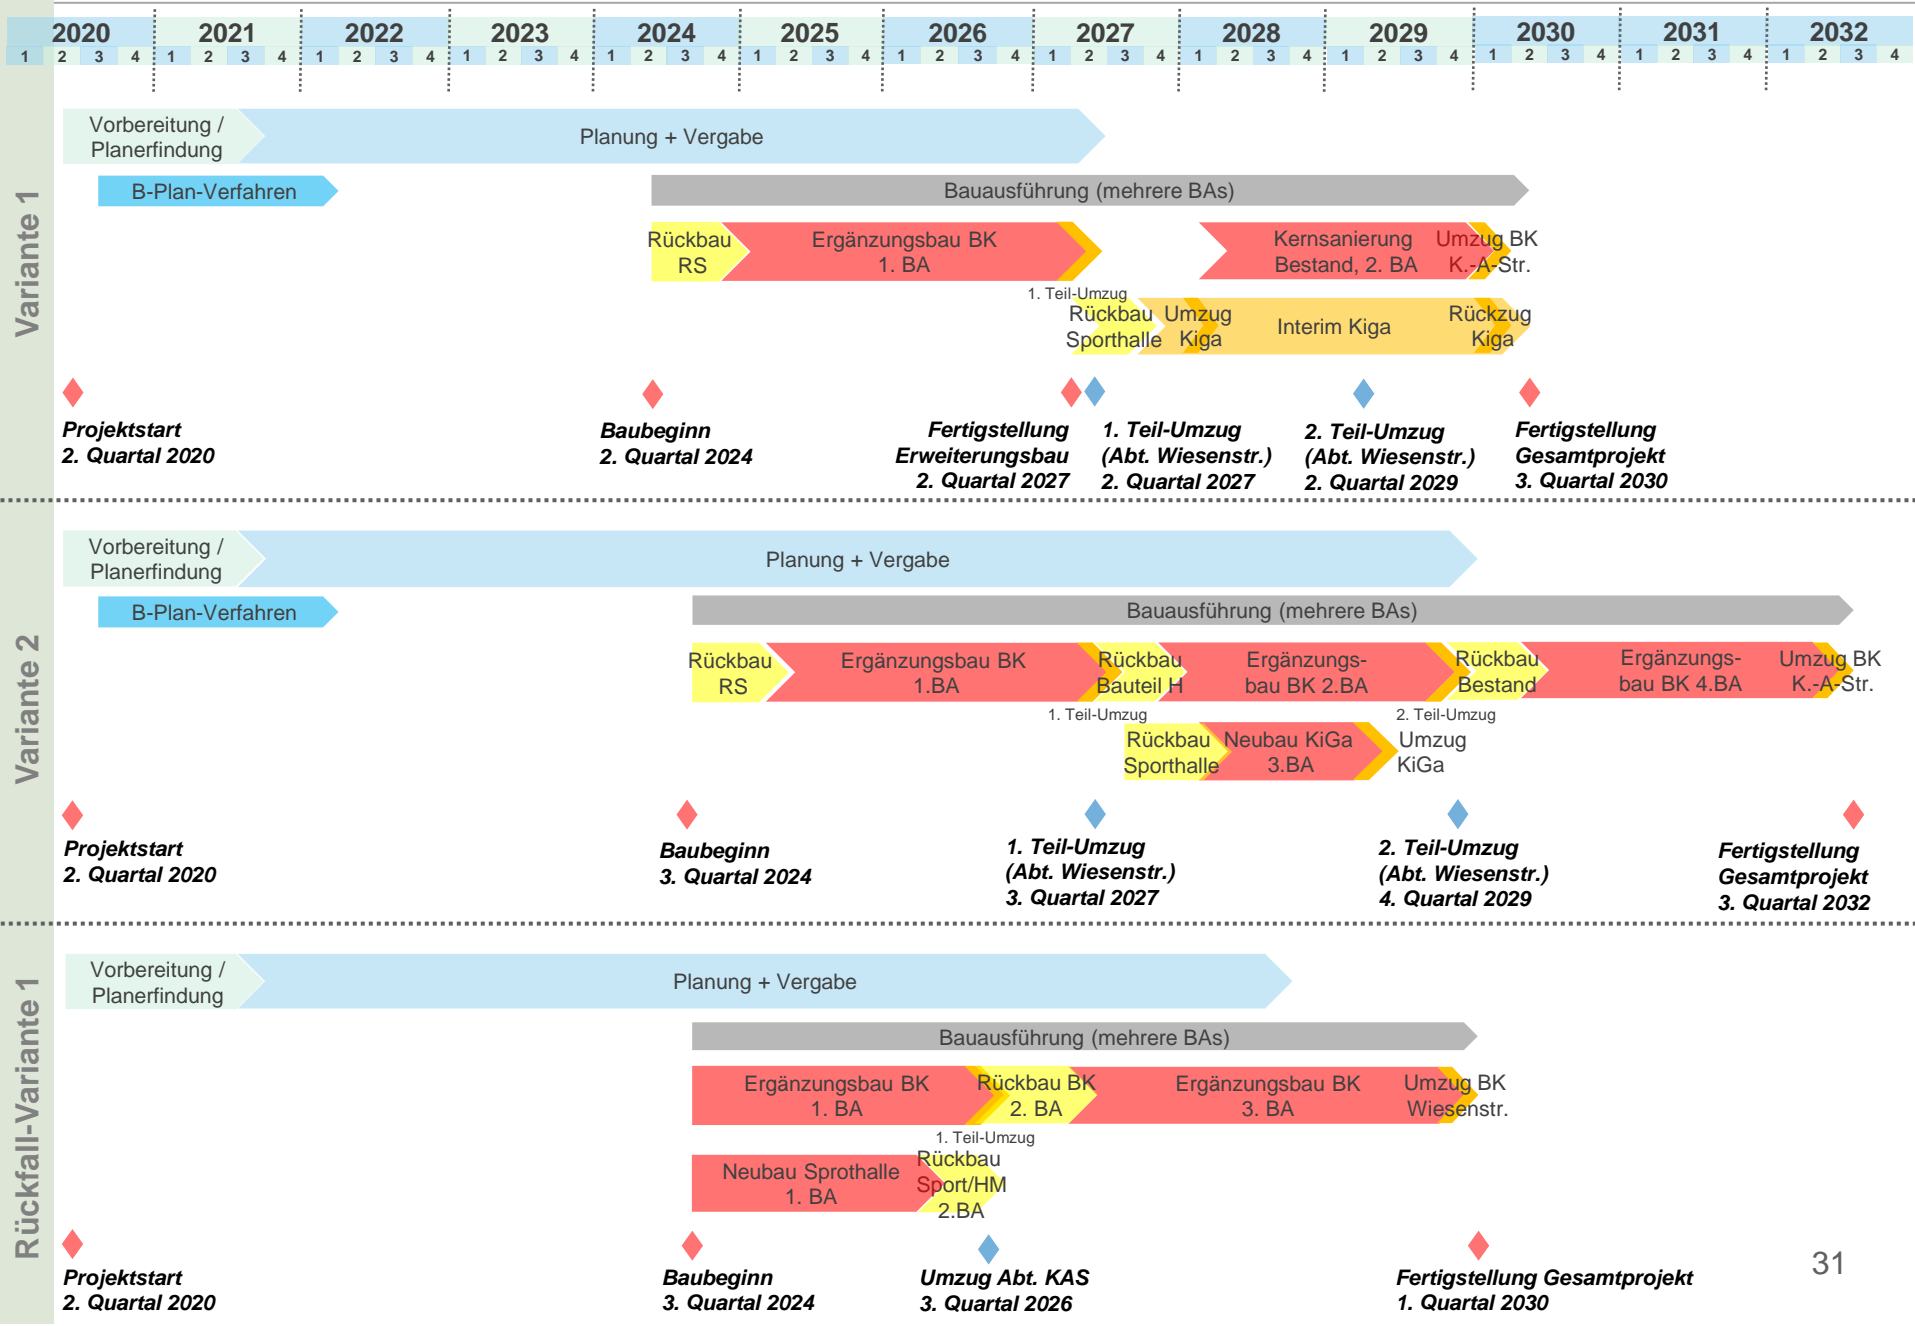 2020 2021 2022 2023 2024 2025 2026 2027 2028 2029 2030 2031 2032
1 2 3 4 1 2 3 4 1 2 3 4 1 2 3 4 1 2 3 4 1 2 3 4 1 2 3 4 1 2 3 4 1 2 3 4 1 2 3 4 1 2 3 4 1 2 3 4 1 2 3 4
Variante 1
Vorbereitung /
Planerfindung
Planung + Vergabe
B-Plan-Verfahren
Bauausführung (mehrere BAs)
Rückbau
RS
Ergänzungsbau BK
1. BA
Kernsanierung
Bestand, 2. BA
Umzug BK
K.-A-Str.
1. Teil-Umzug
Rückbau
Sporthalle
Umzug
Kiga
Interim Kiga
Rückzug
Kiga
Projektstart
2. Quartal 2020
Baubeginn
2. Quartal 2024
Fertigstellung
Erweiterungsbau
2. Quartal 2027
1. Teil-Umzug
(Abt. Wiesenstr.)
2. Quartal 2027
2. Teil-Umzug
(Abt. Wiesenstr.)
2. Quartal 2029
Fertigstellung
Gesamtprojekt
3. Quartal 2030
Variante 2
Vorbereitung /
Planerfindung
Planung + Vergabe
B-Plan-Verfahren
Bauausführung (mehrere BAs)
Rückbau
RS
Ergänzungsbau BK
1.BA
Rückbau
Bauteil H
Ergänzungs-
bau BK 2.BA
Rückbau
Bestand
Ergänzungs-
bau BK 4.BA
Umzug BK
K.-A-Str.
1. Teil-Umzug
2. Teil-Umzug
Rückbau
Sporthalle
Neubau KiGa
3.BA
Umzug
KiGa
Projektstart
2. Quartal 2020
Baubeginn
3. Quartal 2024
1. Teil-Umzug
(Abt. Wiesenstr.)
3. Quartal 2027
2. Teil-Umzug
(Abt. Wiesenstr.)
4. Quartal 2029
Fertigstellung
Gesamtprojekt
3. Quartal 2032
Rückfall-Variante 1
Vorbereitung /
Planerfindung
Planung + Vergabe
Bauausführung (mehrere BAs)
Ergänzungsbau BK
1. BA
Rückbau BK
2. BA
Ergänzungsbau BK
3. BA
Umzug BK
Wiesenstr.
1. Teil-Umzug
Neubau Sprothalle
1. BA
Rückbau
Sport/HM
2.BA
Projektstart
2. Quartal 2020
Baubeginn
3. Quartal 2024
Umzug Abt. KAS
3. Quartal 2026
Fertigstellung Gesamtprojekt
1. Quartal 2030
31